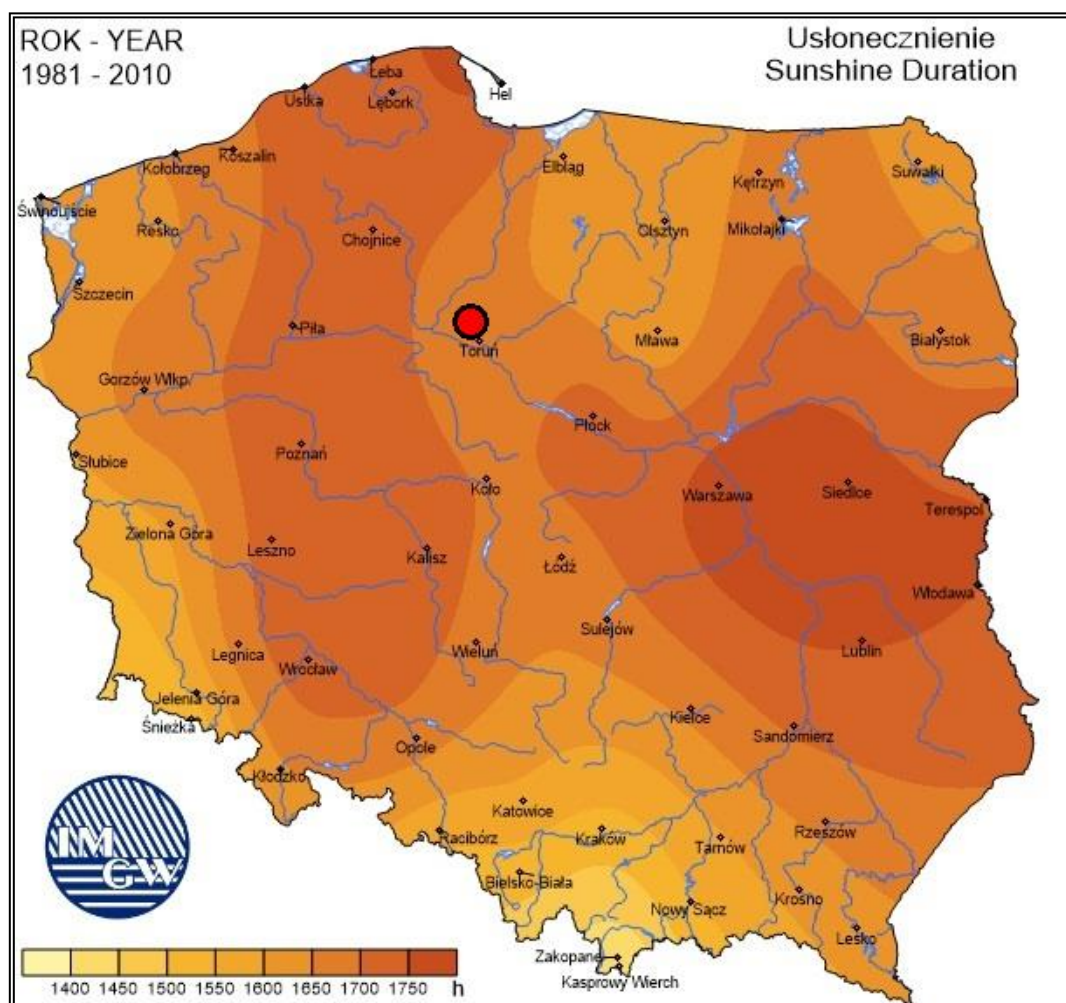 ROK - YEAR
1981 - 2010
Usłonecznienie
Sunshine Duration
Łeba
Hel
Ustka
Lębork
Koszalin
Kołobrzeg
Elbląg
Suwałki
Kętrzyn
Świnoujście
Resko
Chojnice
Olsztyn
Mikołajki
Szczecin
Piła
Toruń
Mława
Białystok
Gorzów Wlkp.
Płock
Poznań
Słubice
Koło
Warszawa
Siedlce
Terespol
Zielona Góra
Leszno
Kalisz
Łódź
Włodawa
Sulejów
Legnica
Wrocław
Wieluń
Lublin
Jelenia Góra
Śnieżka
Kielce
Sandomierz
Opole
Kłodzko
Katowice
Racibórz
Kraków
Tarnów
Rzeszów
Bielsko-Biała
Nowy Sącz
Krosno
Lesko
Zakopane
Kasprowy Wierch
IM
GW
1400 1450 1500 1550 1600 1650 1700 1750 h